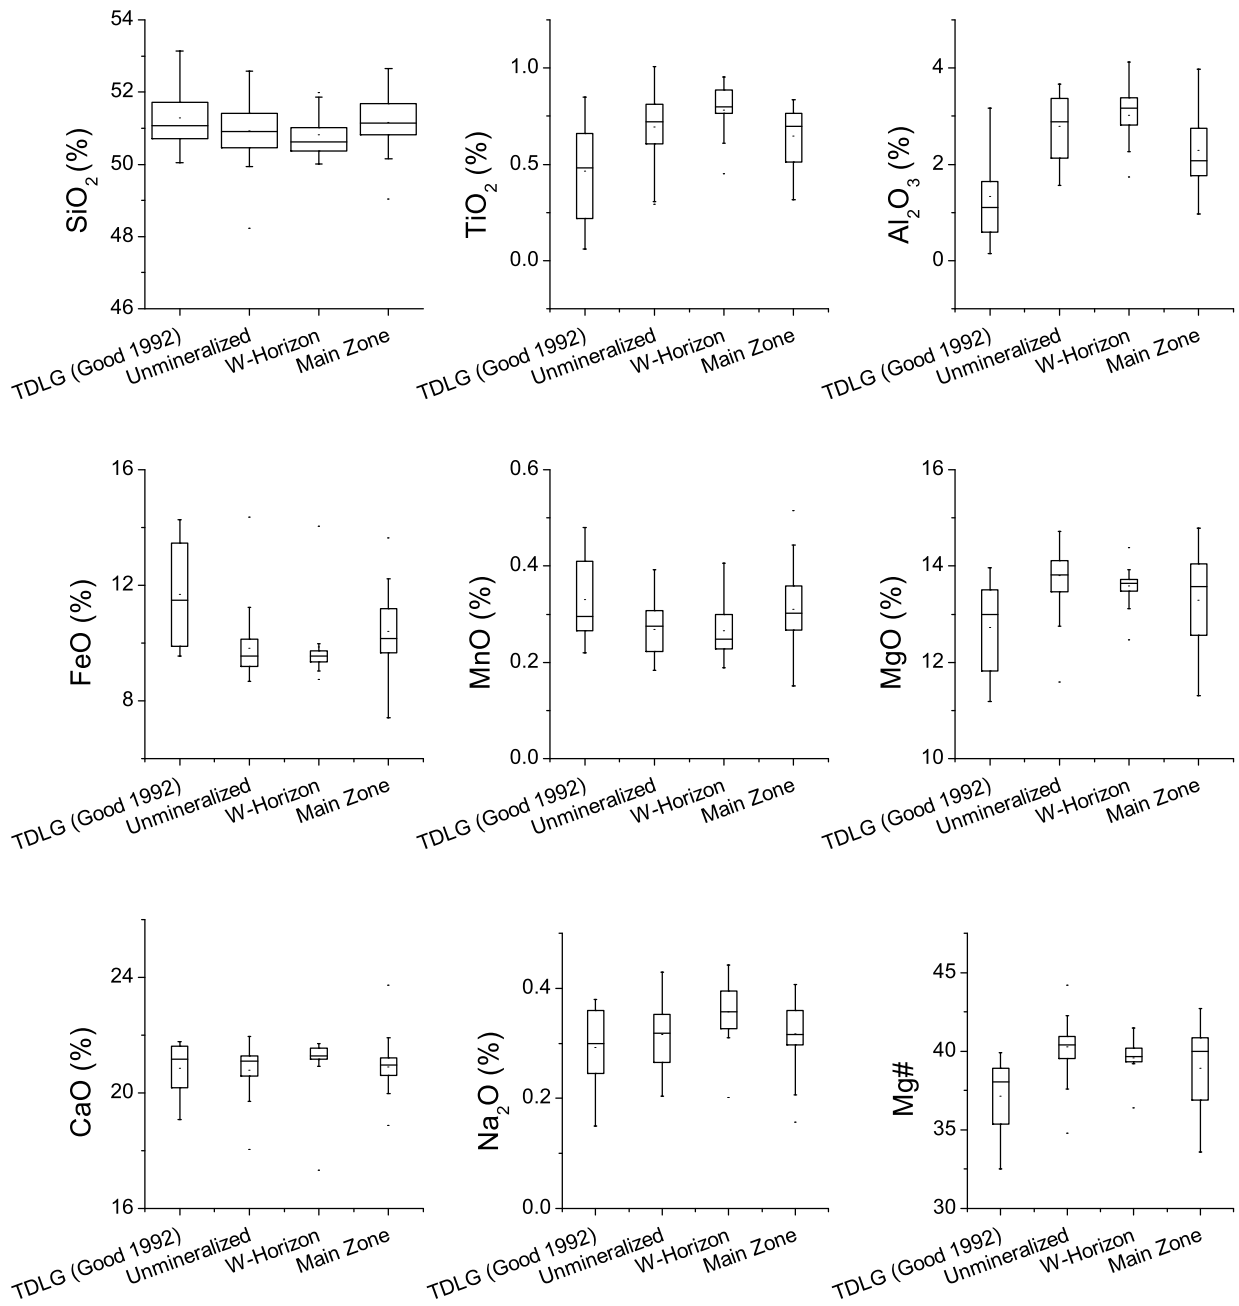 54
52
50
48
46
SiO2 (%)
TDLG (Good 1992)
Unmineralized
W-Horizon
Main Zone
1.0
0.5
0.0
TiO2 (%)
TDLG (Good 1992)
Unmineralized
W-Horizon
Main Zone
4
2
0
Al2O3 (%)
TDLG (Good 1992)
Unmineralized
W-Horizon
Main Zone
16
12
8
FeO (%)
TDLG (Good 1992)
Unmineralized
W-Horizon
Main Zone
0.6
0.4
0.2
0.0
MnO (%)
TDLG (Good 1992)
Unmineralized
W-Horizon
Main Zone
16
14
12
10
MgO (%)
TDLG (Good 1992)
Unmineralized
W-Horizon
Main Zone
24
20
16
CaO (%)
TDLG (Good 1992)
Unmineralized
W-Horizon
Main Zone
0.4
0.2
0.0
Na2O (%)
TDLG (Good 1992)
Unmineralized
W-Horizon
Main Zone
45
40
35
30
Mg#
TDLG (Good 1992)
Unmineralized
W-Horizon
Main Zone